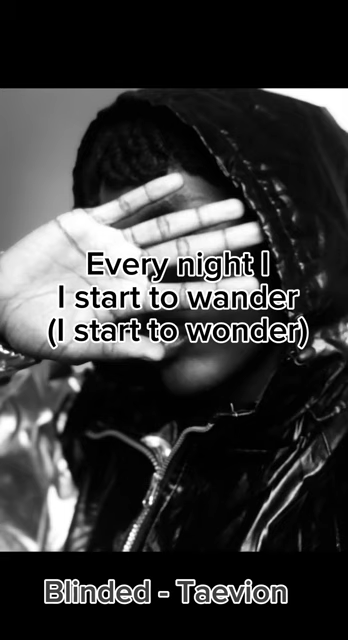 Every night I
I start to wander
(I start to wonder)
Blinded - Taevion